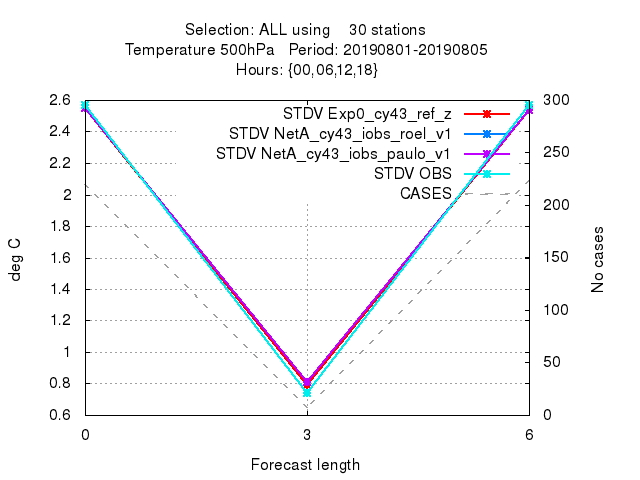 Selection: ALL using 30 stations
Temperature 500hPa Period: 20190801-20190805
Hours: {00,06,12,18}
STDV Exp0_cy43_ref_z
STDV NetA_cy43_iobs_roel_v1
STDV NetA_cy43_iobs_paulo_v1
STDV OBS
CASES
deg C
2.6
2.4
2.2
2
1.8
1.6
1.4
1.2
1
0.8
0.6
300
250
200
150
100
50
0
No cases
0 3 6
Forecast length